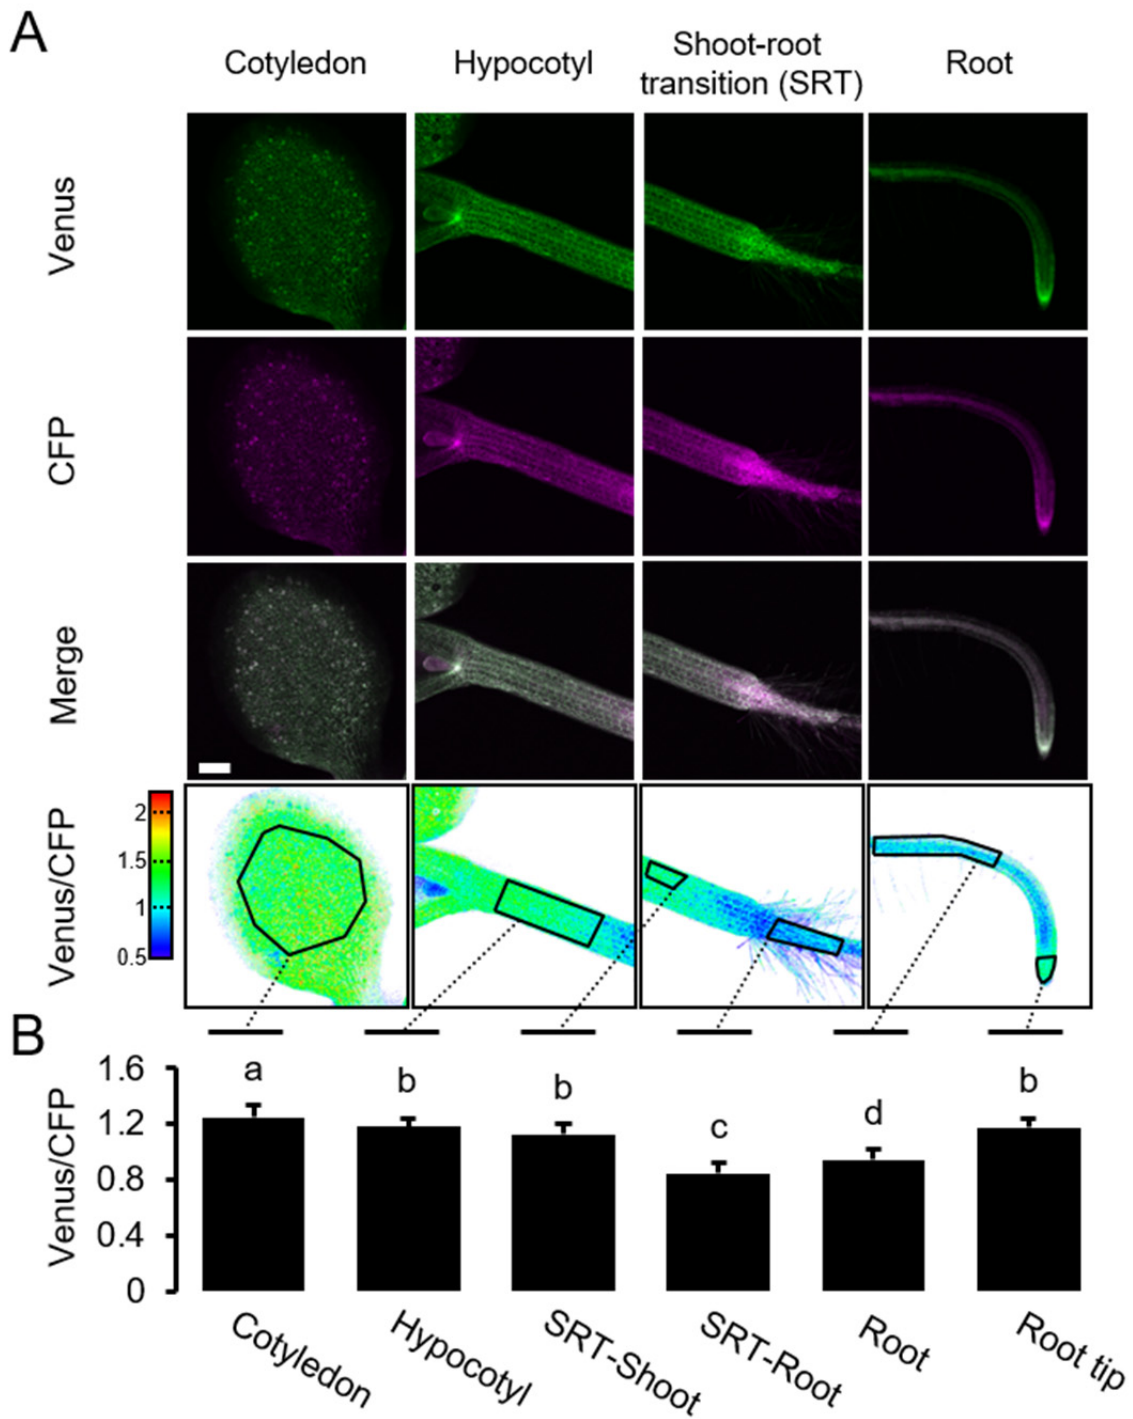 A
Cotyledon
Hypocotyl
Shoot-root
transition (SRT)
Root
Venus
CFP
Merge
Venus/CFP
2
1.5
1
0.5
B
Venus/CFP
1.6
1.2
0.8
0.4
0
a
b
b
c
d
b
Cotyledon
Hypocotyl
SRT-Shoot
SRT-Root
Root
Root tip